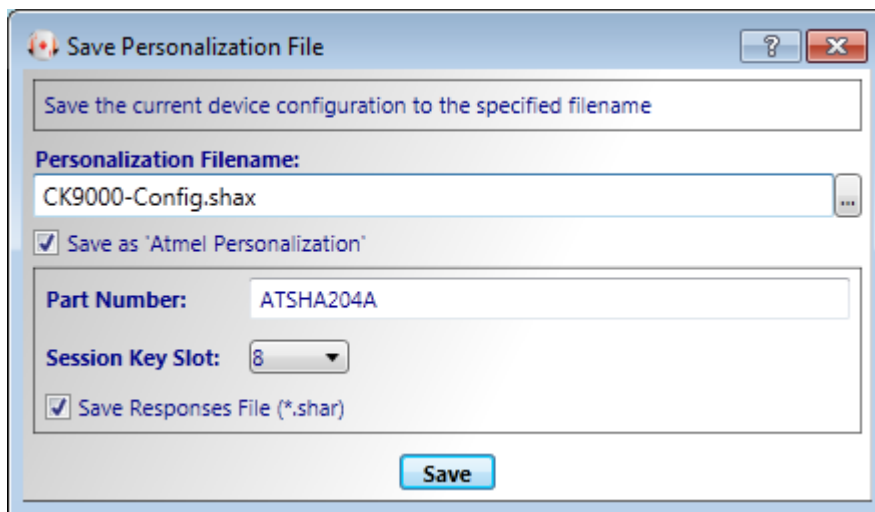 Save Personalization File
Save the current device configuration to the specified filename
Personalization Filename:
CK9000-Config.shax
...
Save as 'Atmel Personalization'
Part Number: ATSHA204A
Session Key Slot: 8
Save Responses File (*.shar)
Save